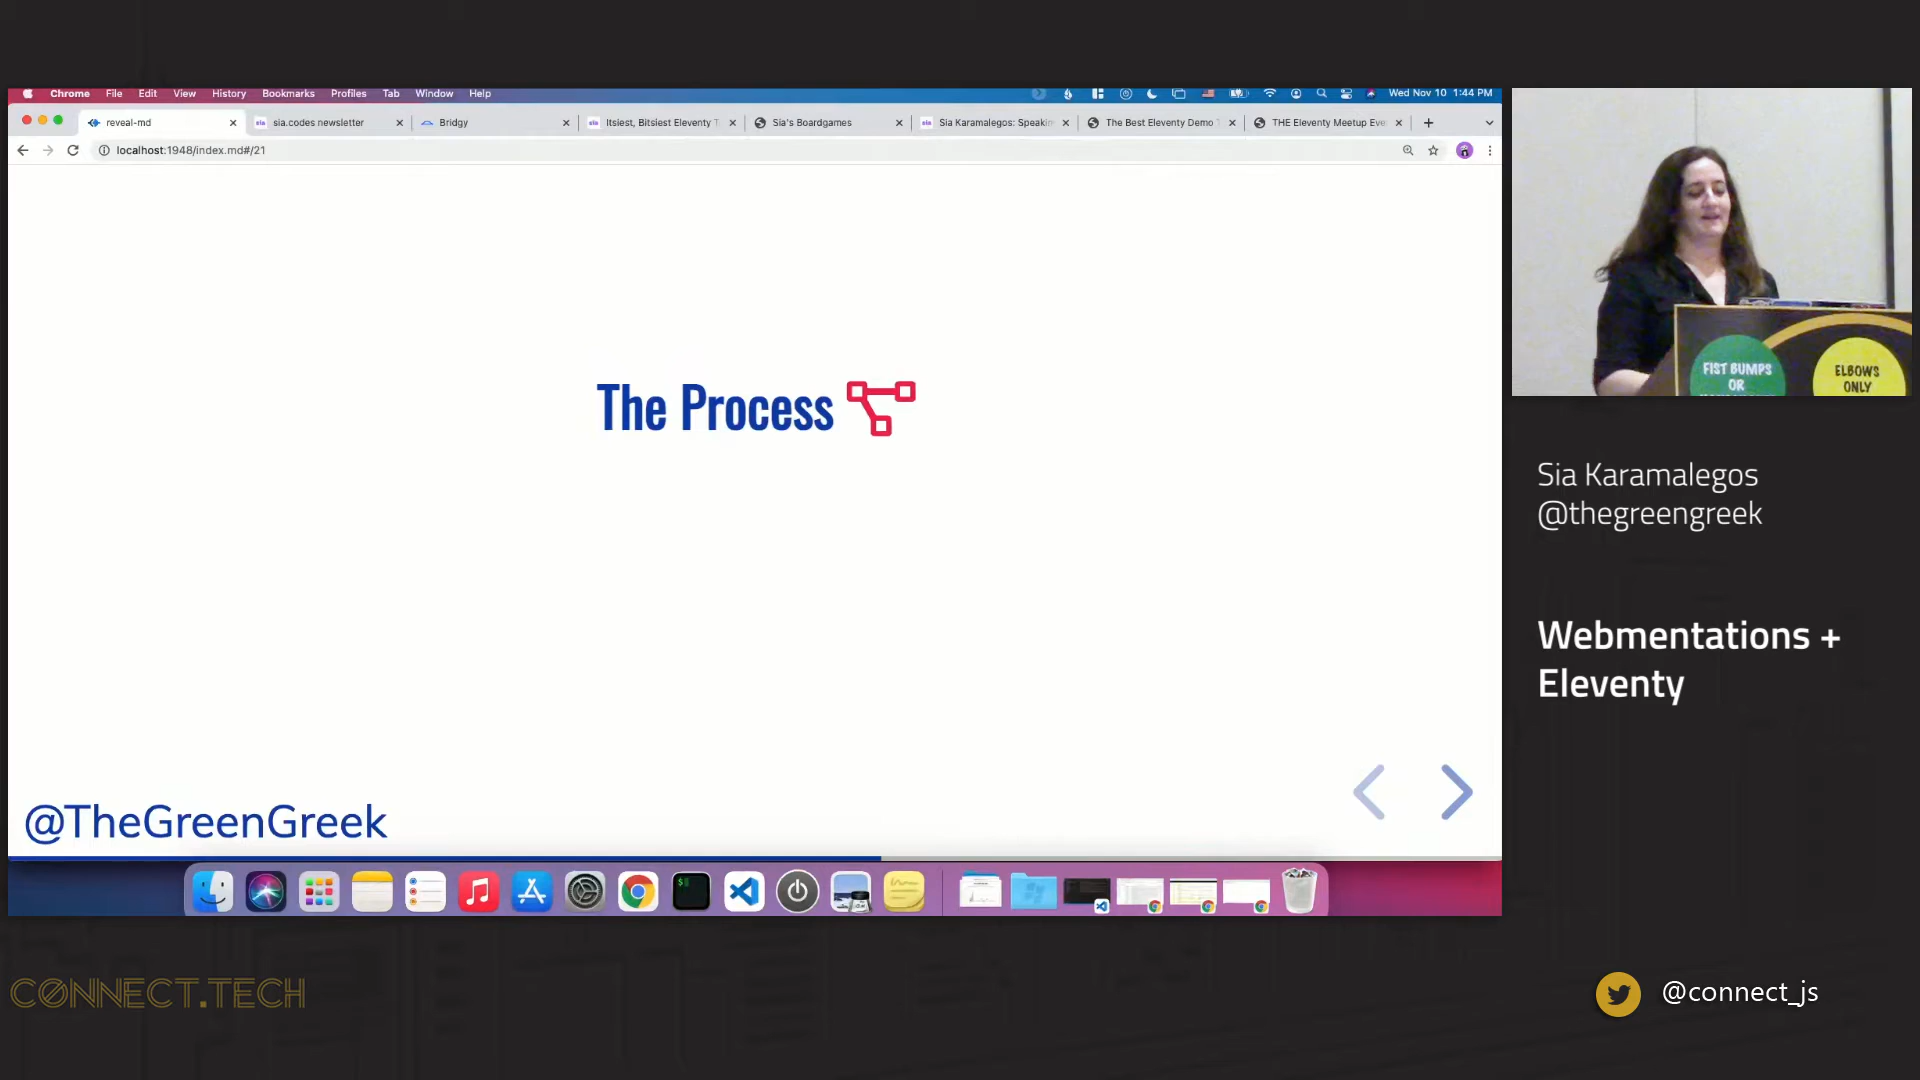 Chrome File Edit View History Bookmarks Profiles Tab Window Help
Wed Nov 10 1:44 PM
reveal-md
sia.codes newsletter
Bridgy
Itsiest, Bitsiest Eleventy T
Sia's Boardgames
Sia Karamalegos: Speakin
The Best Eleventy Demo T
THE Eleventy Meetup Eve
localhost:1948/index.md#/21
The Process
@TheGreenGreek
FIST BUMPS
OR
ELBOWS
ONLY
Sia Karamalegos
@thegreengreek
Webmentations +
Eleventy
CONNECT.TECH
@connect_js